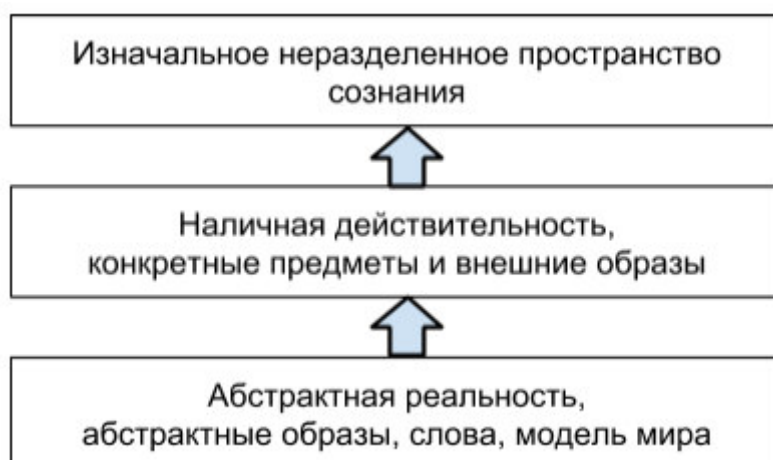 Изначальное неразделенное пространство
сознания
Наличная действительность,
конкретные предметы и внешние образы
Абстрактная реальность,
абстрактные образы, слова, модель мира